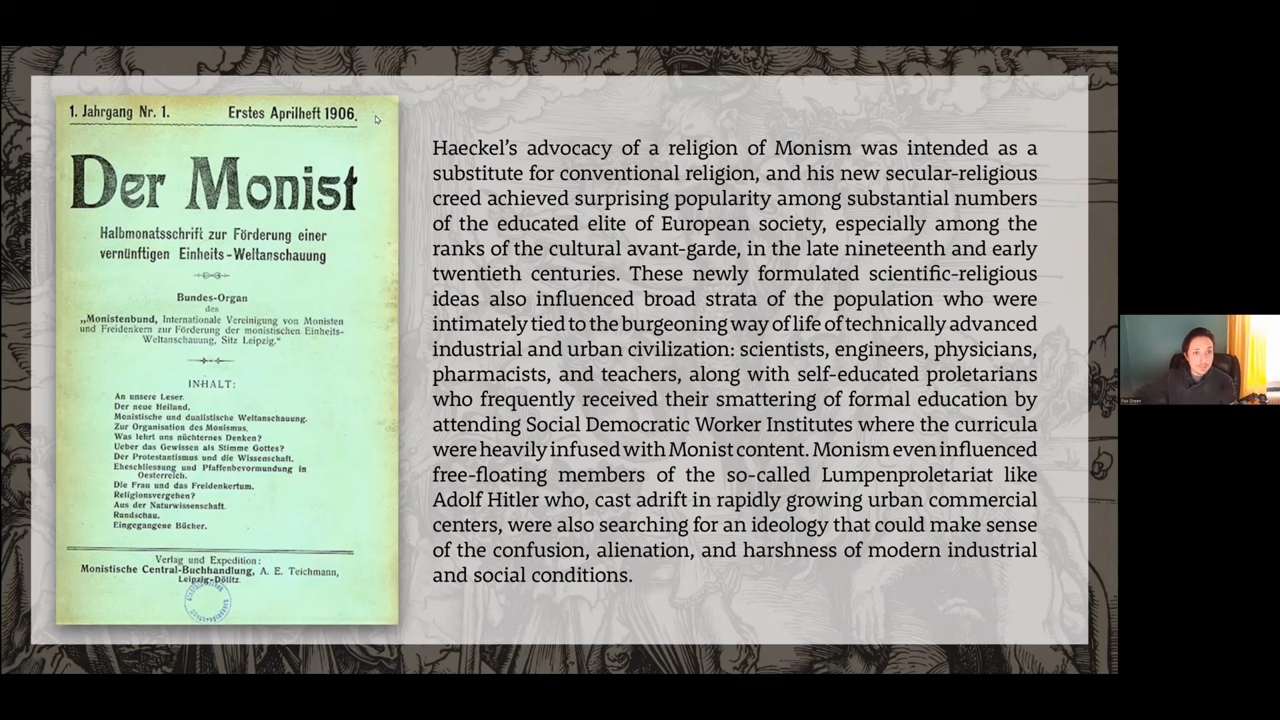 1. Jahrgang Nr. 1. Erstes Aprilheft 1906.
Der Monist
Halbmonatsschrift zur Förderung einer
vernünftigen Einheits-Weltanschauung
Bundes-Organ
des
„Monistenbund, Internationale Vereinigung von Monisten
und Freidenkern zur Förderung der monistischen Einheits-
Weltanschauung, Sitz Leipzig.“
INHALT:
An unsere Leser.
Der neue Heiland.
Monistische und dualistische Weltanschauung.
Zur Organisation des Monismus.
Was lehrt uns nüchternes Denken?
Ueber das Gewissen als Stimme Gottes?
Der Protestantismus und die Wissenschaft.
Eheschliessung und Pfaffenbevormundung in
Oesterreich.
Die Frau und das Freidenkertum.
Religionsvergehen?
Aus der Naturwissenschaft.
Rundschau.
Eingegangene Bücher.
Verlag und Expedition:
Monistische Central-Buchhandlung, A. E. Teichmann,
Leipzig-Dölitz.
Haeckel’s advocacy of a religion of Monism was intended as a
substitute for conventional religion, and his new secular-religious
creed achieved surprising popularity among substantial numbers
of the educated elite of European society, especially among the
ranks of the cultural avant-garde, in the late nineteenth and early
twentieth centuries. These newly formulated scientific-religious
ideas also influenced broad strata of the population who were
intimately tied to the burgeoning way of life of technically advanced
industrial and urban civilization: scientists, engineers, physicians,
pharmacists, and teachers, along with self-educated proletarians
who frequently received their smattering of formal education by
attending Social Democratic Worker Institutes where the curricula
were heavily infused with Monist content. Monism even influenced
free-floating members of the so-called Lumpenproletariat like
Adolf Hitler who, cast adrift in rapidly growing urban commercial
centers, were also searching for an ideology that could make sense
of the confusion, alienation, and harshness of modern industrial
and social conditions.